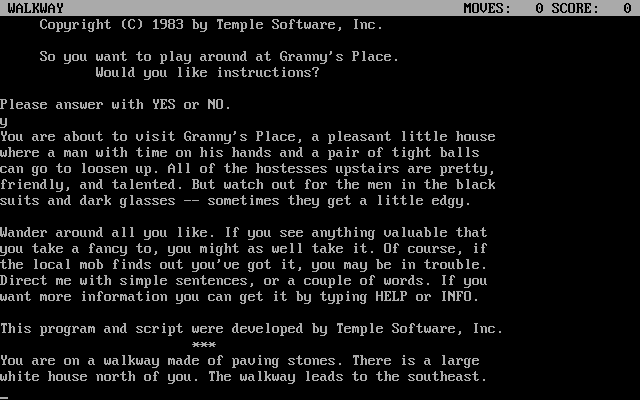 WALKWAY MOVES: 0 SCORE: 0
Copyright (C) 1983 by Temple Software, Inc.
So you want to play around at Granny's Place.
Would you like instructions?
Please answer with YES or NO.
y
You are about to visit Granny's Place, a pleasant little house
where a man with time on his hands and a pair of tight balls
can go to loosen up. All of the hostesses upstairs are pretty,
friendly, and talented. But watch out for the men in the black
suits and dark glasses -- sometimes they get a little edgy.
Wander around all you like. If you see anything valuable that
you take a fancy to, you might as well take it. Of course, if
the local mob finds out you've got it, you may be in trouble.
Direct me with simple sentences, or a couple of words. If you
want more information you can get it by typing HELP or INFO.
This program and script were developed by Temple Software, Inc.
***
You are on a walkway made of paving stones. There is a large
white house north of you. The walkway leads to the southeast.